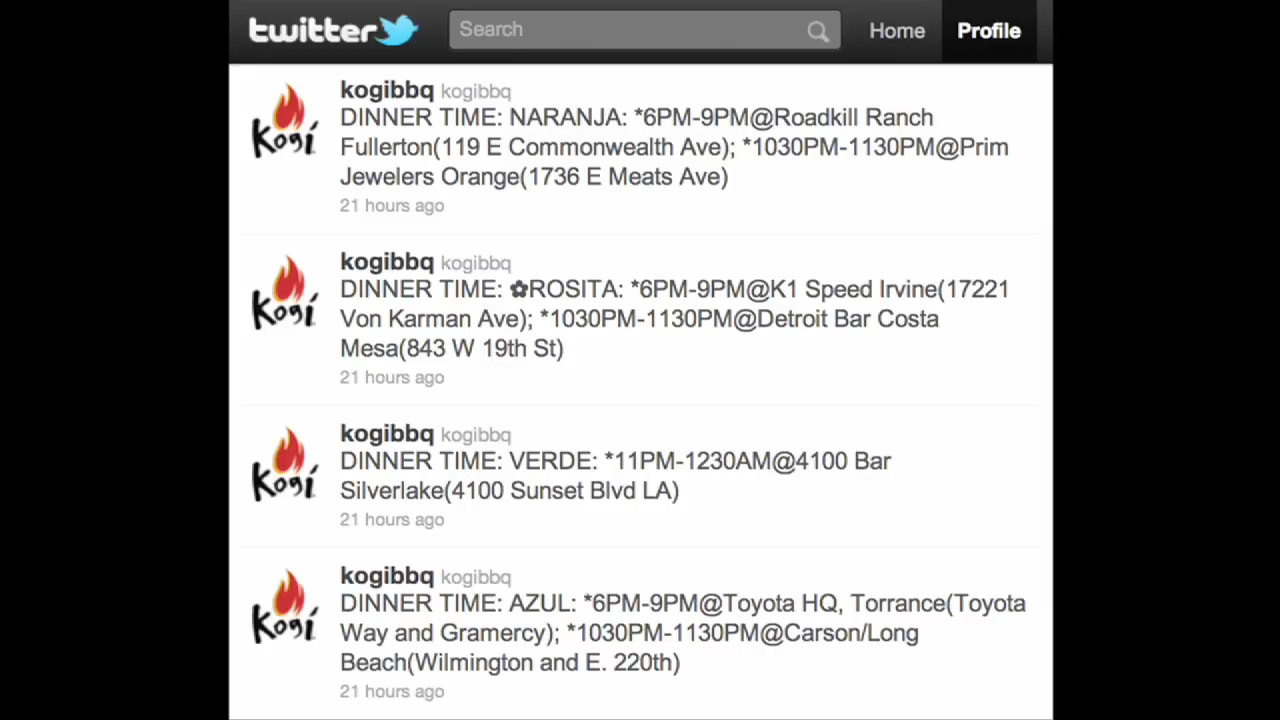 twitter Search Home Profile
Kogi
kogibbq kogibbq
DINNER TIME: NARANJA: *6PM-9PM@Roadkill Ranch
Fullerton(119 E Commonwealth Ave); *1030PM-1130PM@Prim
Jewelers Orange(1736 E Meats Ave)
21 hours ago
Kogi
kogibbq kogibbq
DINNER TIME: ✿ROSITA: *6PM-9PM@K1 Speed Irvine(17221
Von Karman Ave); *1030PM-1130PM@Detroit Bar Costa
Mesa(843 W 19th St)
21 hours ago
Kogi
kogibbq kogibbq
DINNER TIME: VERDE: *11PM-1230AM@4100 Bar
Silverlake(4100 Sunset Blvd LA)
21 hours ago
Kogi
kogibbq kogibbq
DINNER TIME: AZUL: *6PM-9PM@Toyota HQ, Torrance(Toyota
Way and Gramercy); *1030PM-1130PM@Carson/Long
Beach(Wilmington and E. 220th)
21 hours ago